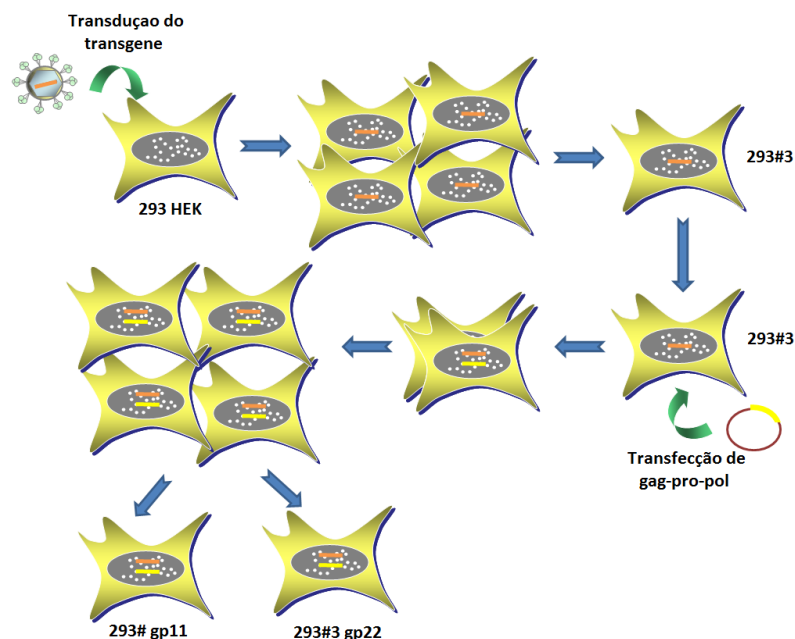 Transduçao do
transgene
293 HEK
293#3
293#3
Transfecção de
gag-pro-pol
293# gp11
293#3 gp22